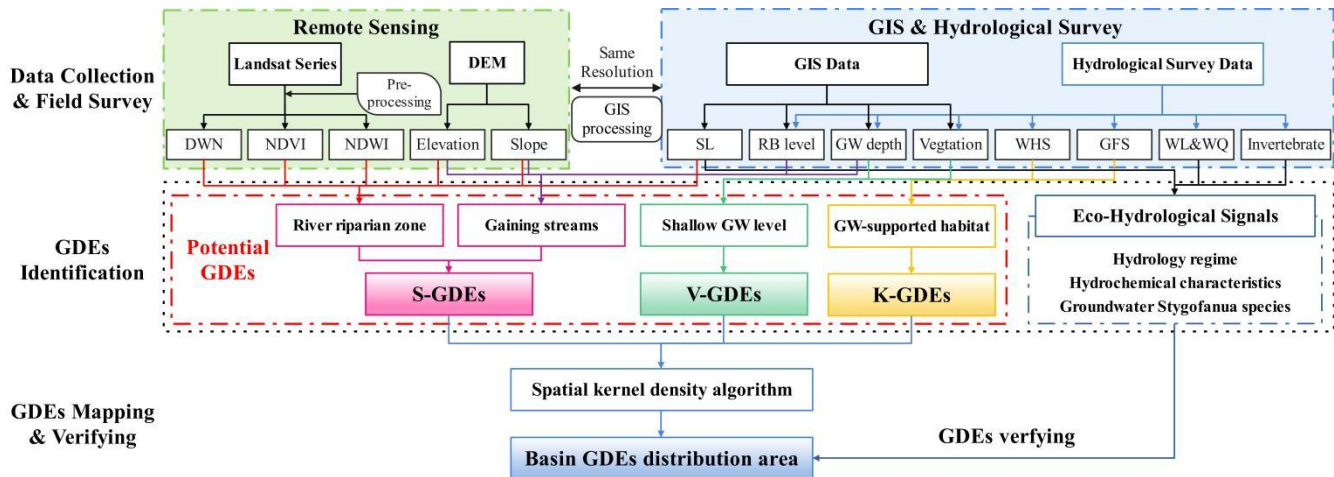 Remote Sensing
GIS & Hydrological Survey
Data Collection
& Field Survey
Landsat Series
DEM
Same
Resolution
GIS Data
Hydrological Survey Data
Pre-
processing
GIS
processing
DWN
NDVI
NDWI
Elevation
Slope
SL
RB level
GW depth
Vegtation
WHS
GFS
WL&WQ
Invertebrate
GDEs
Identification
Potential
GDEs
River riparian zone
Gaining streams
Shallow GW level
GW-supported habitat
Eco-Hydrological Signals
S-GDEs
V-GDEs
K-GDEs
Hydrology regime
Hydrochemical characteristics
Groundwater Stygofanua species
GDEs Mapping
& Verifying
Spatial kernel density algorithm
GDEs verfying
Basin GDEs distribution area